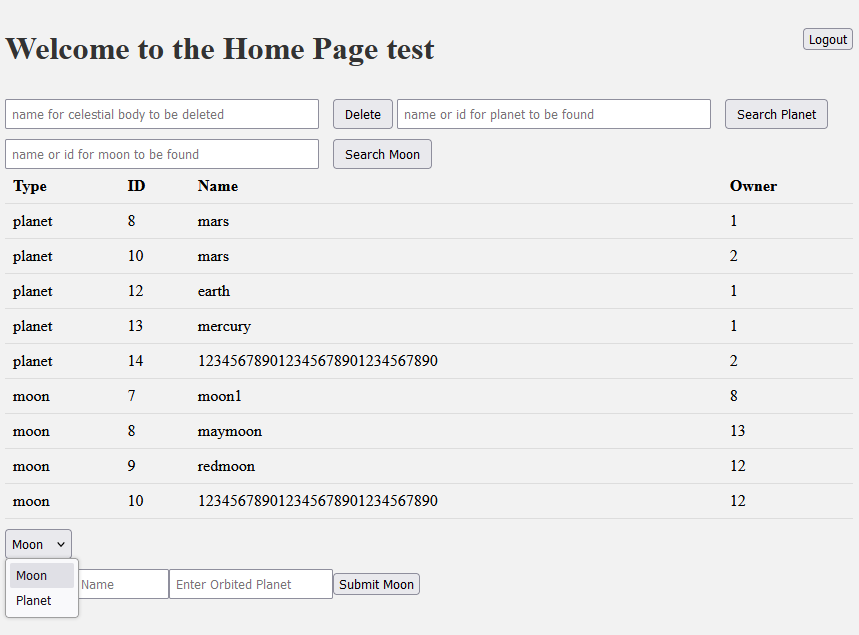 Welcome to the Home Page test
Logout
name for celestial body to be deleted Delete name or id for planet to be found Search Planet
name or id for moon to be found Search Moon
Type ID Name Owner
planet 8 mars 1
planet 10 mars 2
planet 12 earth 1
planet 13 mercury 1
planet 14 123456789012345678901234567890 2
moon 7 moon1 8
moon 8 maymoon 13
moon 9 redmoon 12
moon 10 123456789012345678901234567890 12
Moon
Moon
Planet
Name Enter Orbited Planet Submit Moon